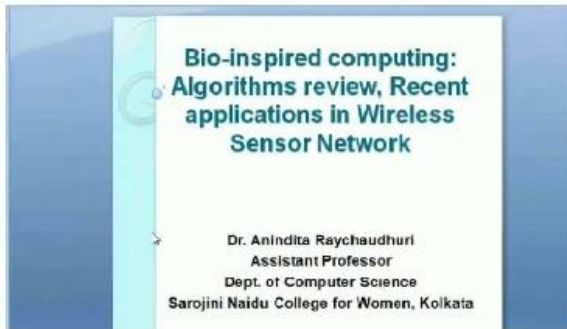 Bio-inspired computing:
Algorithms review, Recent
applications in Wireless
Sensor Network
Dr. Anindita Raychaudhuri
Assistant Professor
Dept. of Computer Science
Sarojini Naidu College for Women, Kolkata